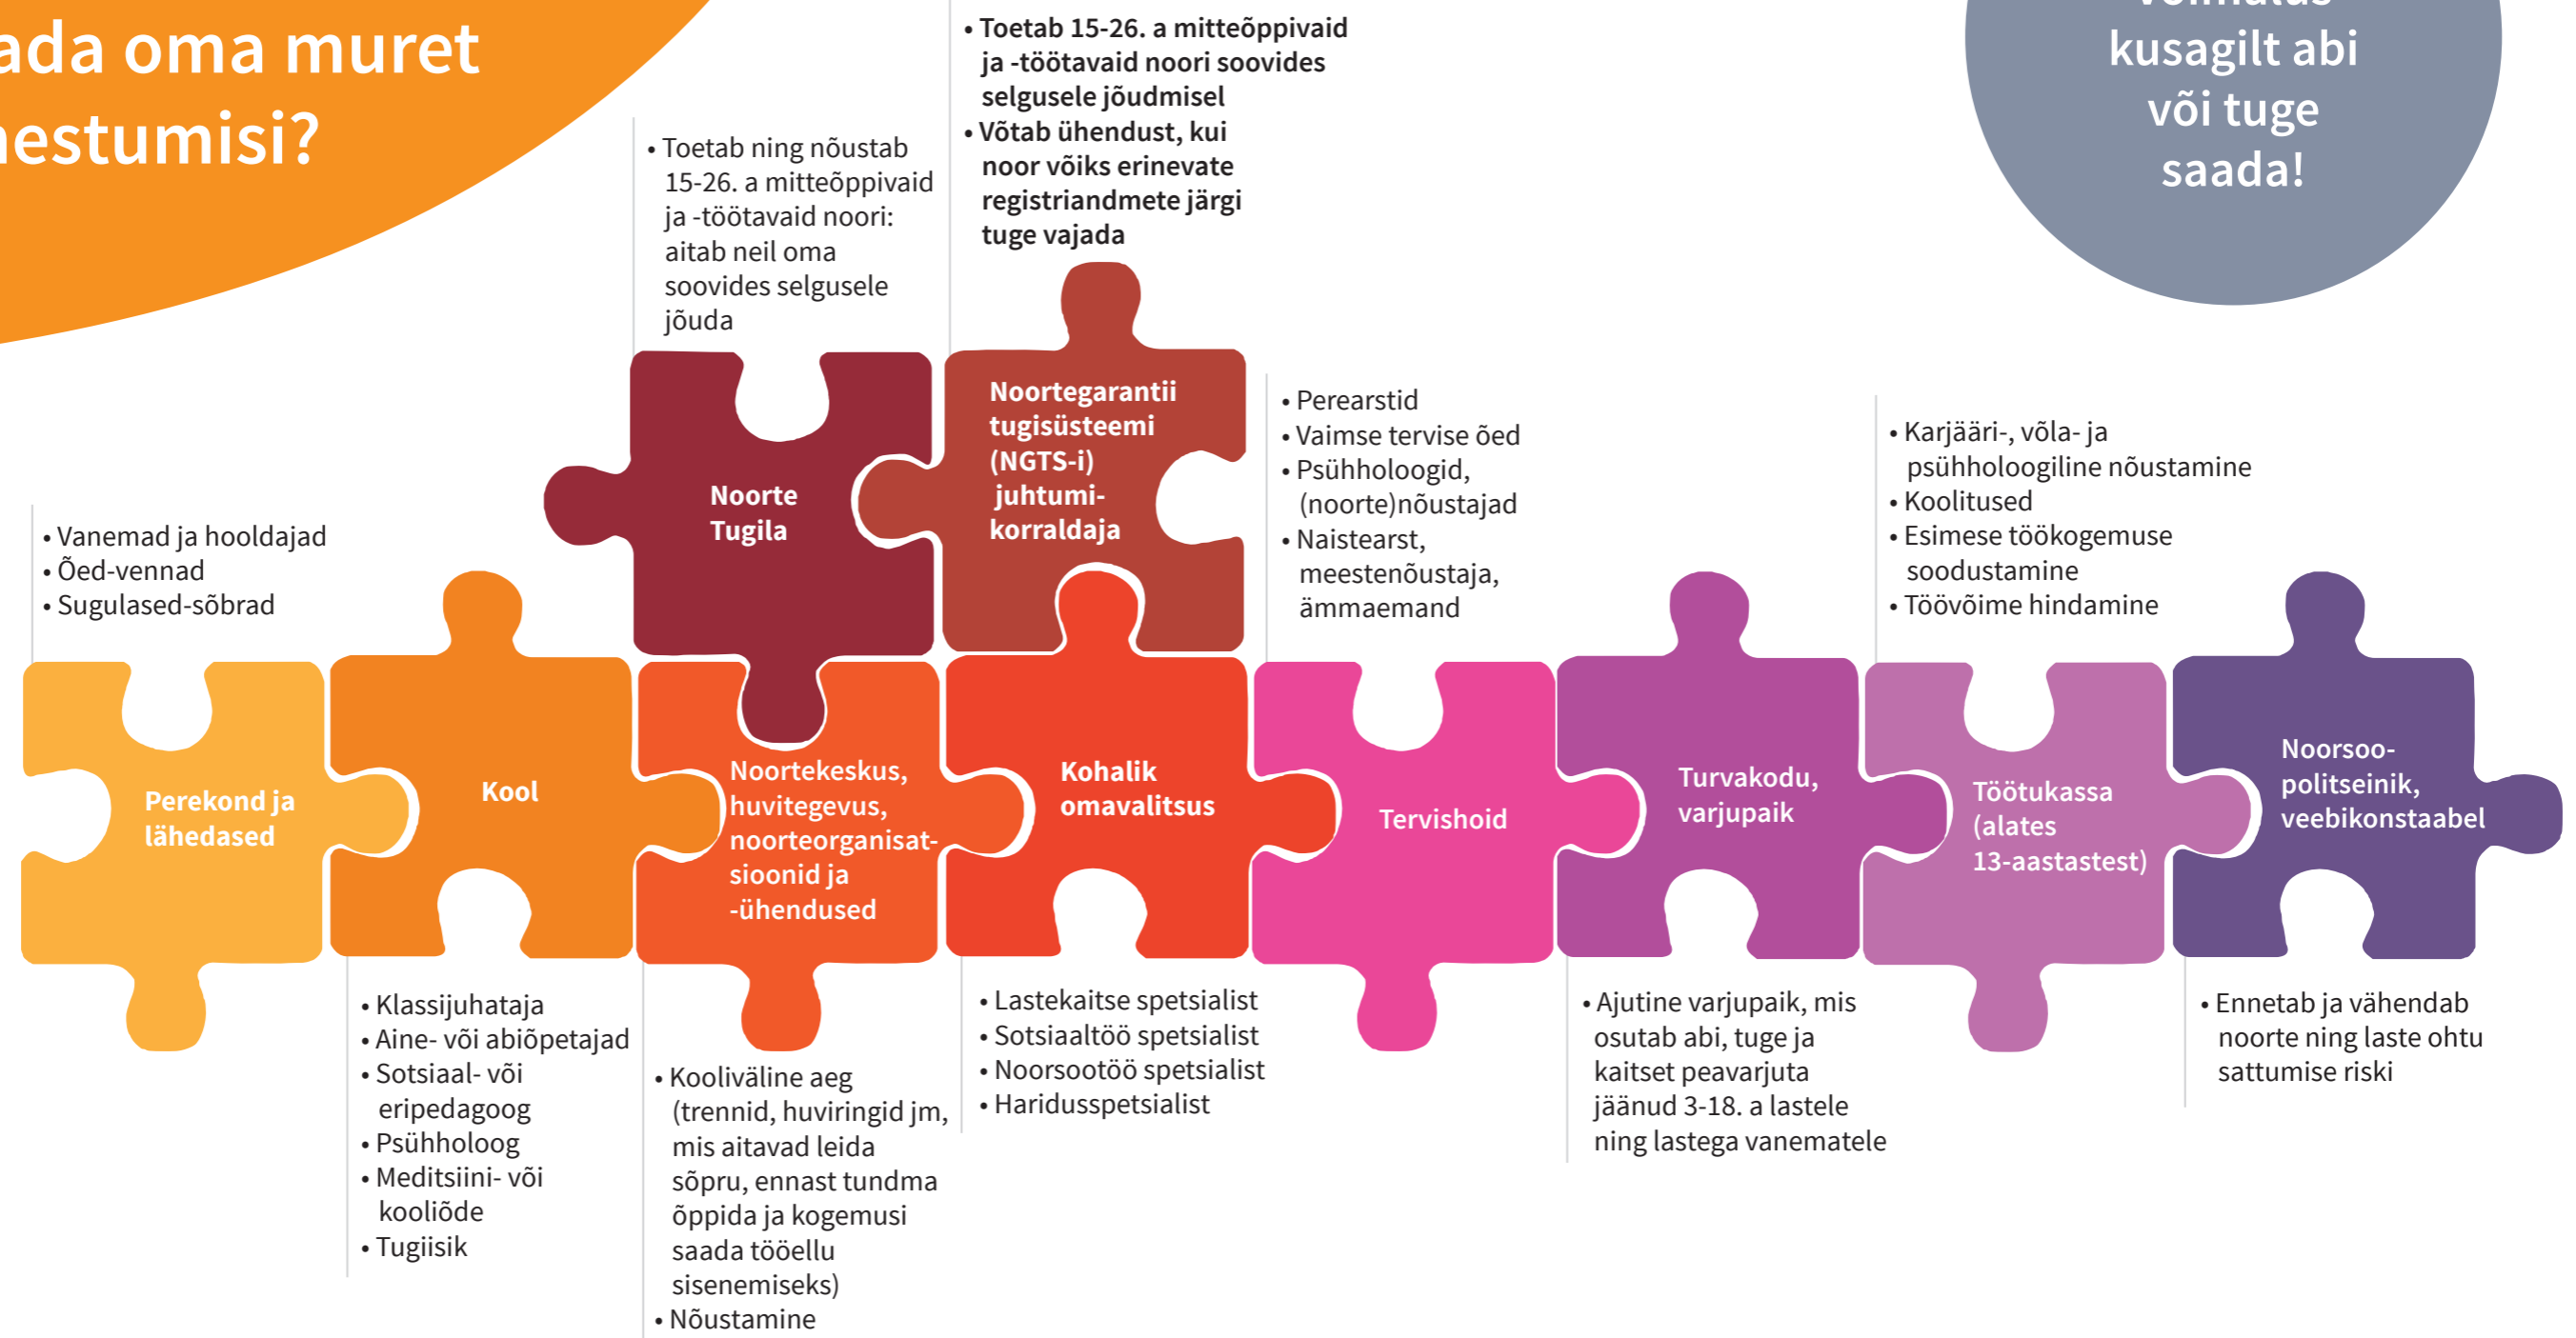 oma muret
kusagilt abi
või tuge
saada!
• Toetab ning nõustab
15-26. a mitteõppivaid
ja -töötavaid noori:
aitab neil oma
soovides selgusele
jõuda
• Toetab 15-26. a mitteõppivaid
ja -töötavaid noori soovides
selgusele jõudmisel
• Võtab ühendust, kui
noor võiks erinevate
registriandmete järgi
tuge vajada
Noorte
Tugila
Noortegarantii
tugisüsteemi
(NGTS-i)
juhtumi-
korraldaja
• Vanemad ja hooldajad
• Õed-vennad
• Sugulased-sõbrad
• Perearstid
• Vaimse tervise õed
• Psühholoogid,
(noorte)nõustajad
• Naistearst,
meestenõustaja,
ämmaemand
• Karjääri-, võla- ja
psühholoogiline nõustamine
• Koolitused
• Esimese töökogemuse
soodustamine
• Töövõime hindamine
Perekond ja
lähedased
Kool
Noortekeskus,
huvitegevus,
noorteorganisat-
sioonid ja
-ühendused
Kohalik
omavalitsus
Tervishoid
Turvakodu,
varjupaik
Töötukassa
(alates
13-aastastest)
Noorsoo-
politseinik,
veebikonstaabel
• Klassijuhataja
• Aine- või abiõpetajad
• Sotsiaal- või
eripedagoog
• Psühholoog
• Meditsiini- või
kooliõde
• Tugiisik
• Kooliväline aeg
(trennid, huviringid jm,
mis aitavad leida
sõpru, ennast tundma
õppida ja kogemusi
saada tööellu
sisenemiseks)
• Nõustamine
• Lastekaitse spetsialist
• Sotsiaaltöö spetsialist
• Noorsootöö spetsialist
• Haridusspetsialist
• Ajutine varjupaik, mis
osutab abi, tuge ja
kaitset peavarjuta
jäänud 3-18. a lastele
ning lastega vanematele
• Ennetab ja vähendab
noorte ning laste ohtu
sattumise riski